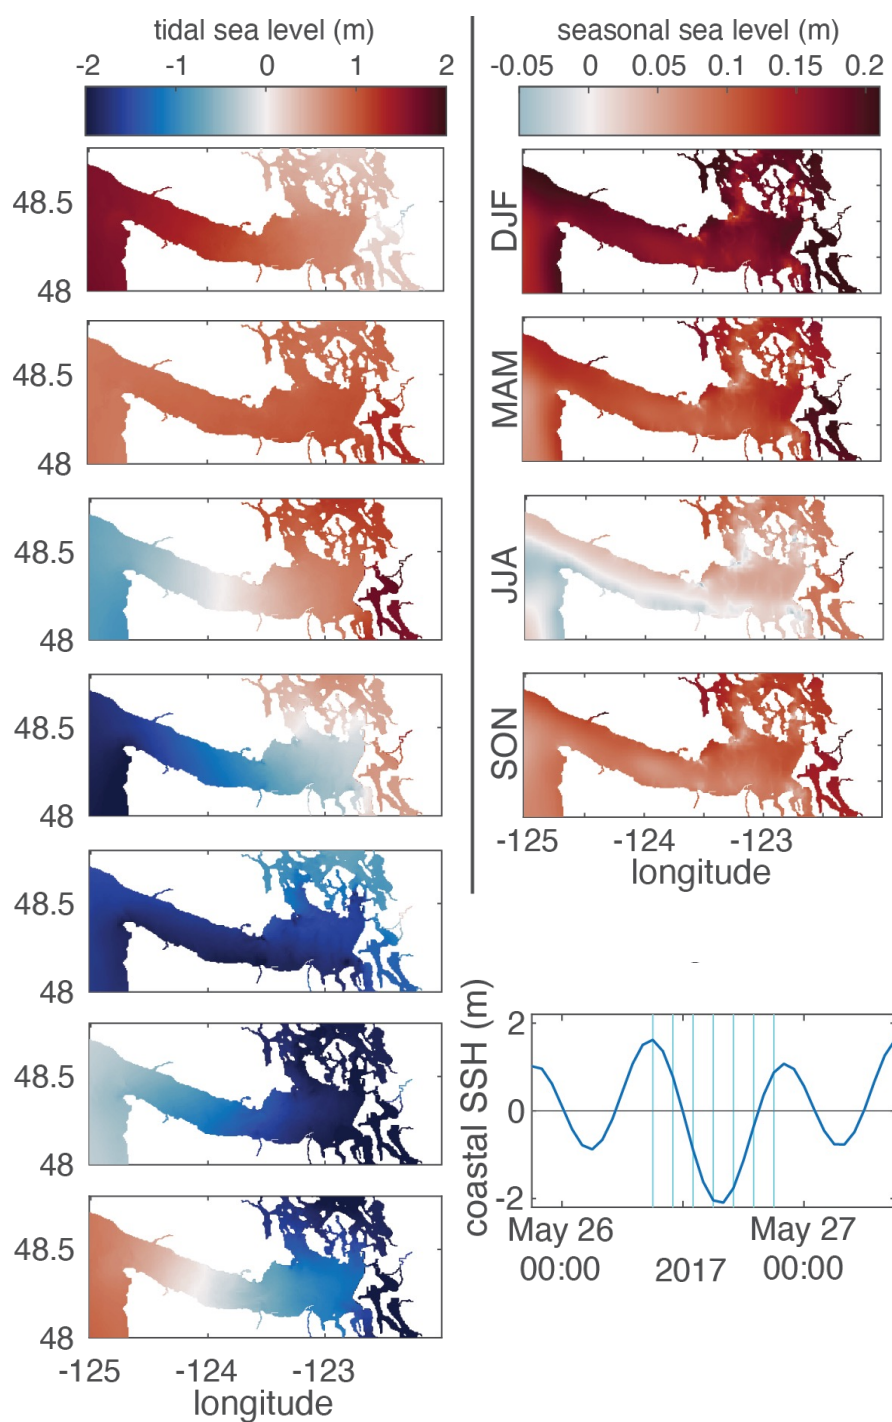 tidal sea level (m)
-2 -1 0 1 2
48.5
48
48.5
48
48.5
48
48.5
48
48.5
48
48.5
48
48.5
48
-125 -124 -123
longitude
seasonal sea level (m)
-0.05 0 0.05 0.1 0.15 0.2
DJF
MAM
JJA
SON
-125 -124 -123
longitude
coastal SSH (m)
2
0
-2
May 26 May 27
00:00 2017 00:00